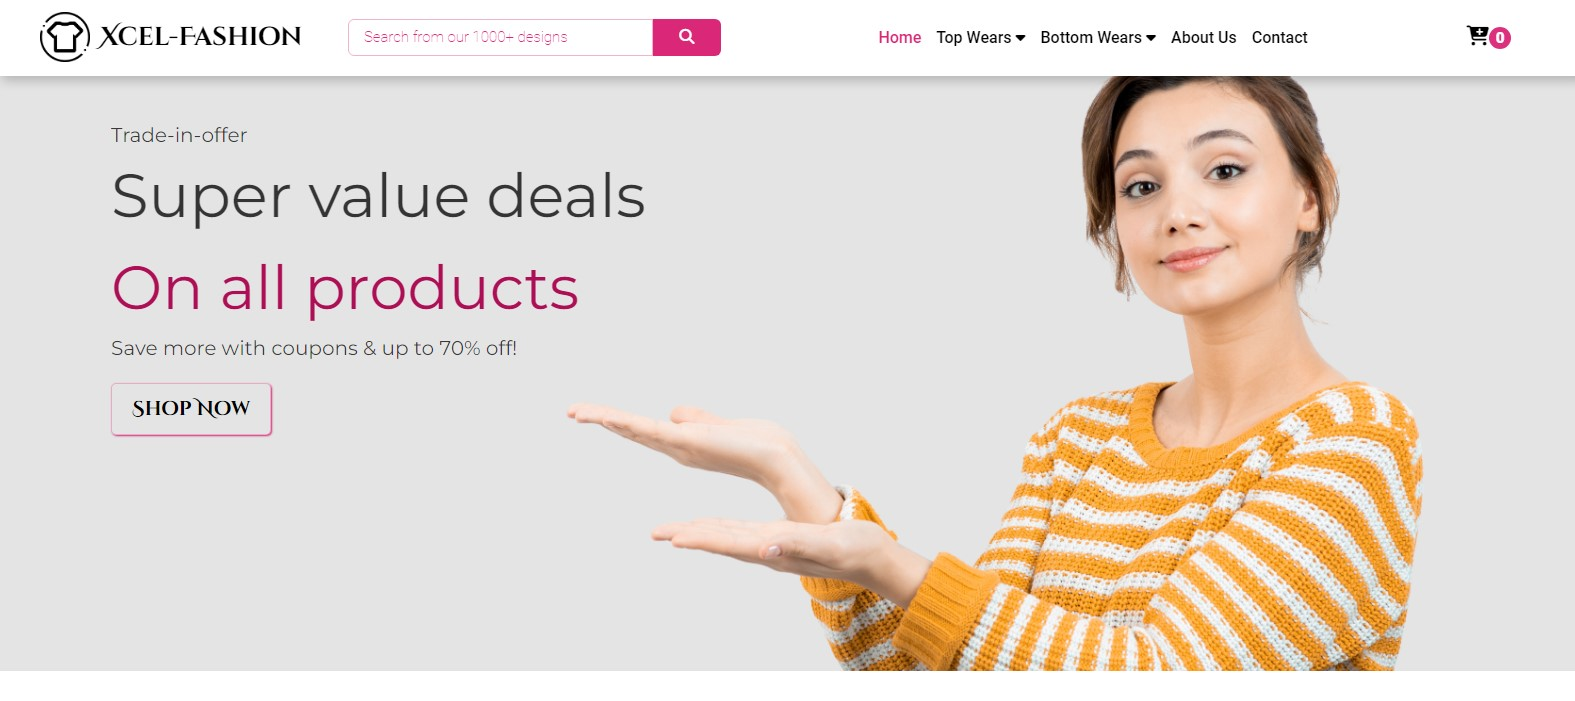 XCEL-FASHION
Search from our 1000+ designs
Home Top Wears Bottom Wears About Us Contact
0
Trade-in-offer
Super value deals
On all products
Save more with coupons & up to 70% off!
SHOP NOW